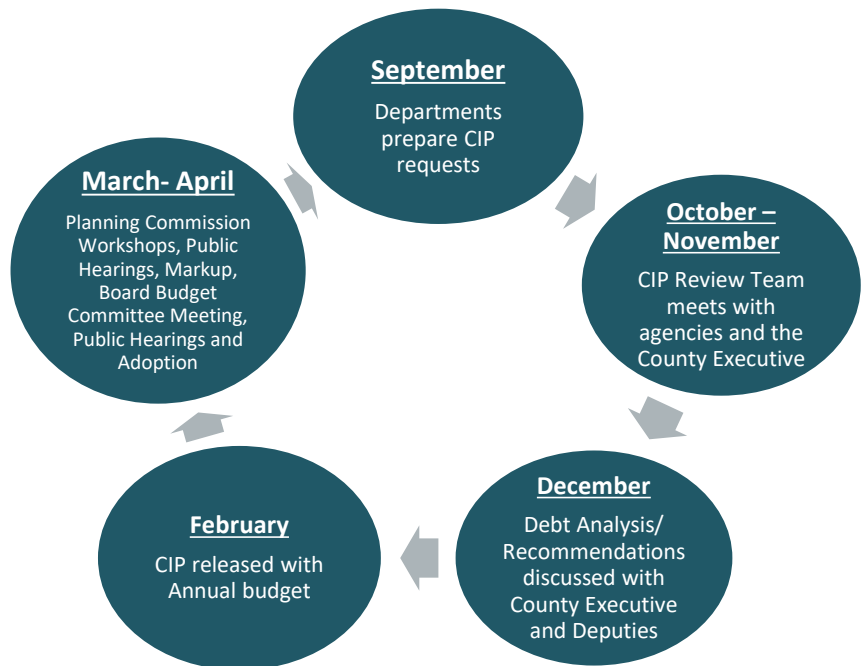 September
Departments
prepare CIP
requests
October –
November
CIP Review Team
meets with
agencies and the
County Executive
December
Debt Analysis/
Recommendations
discussed with
County Executive
and Deputies
February
CIP released with
Annual budget
March- April
Planning Commission
Workshops, Public
Hearings, Markup,
Board Budget
Committee Meeting,
Public Hearings and
Adoption